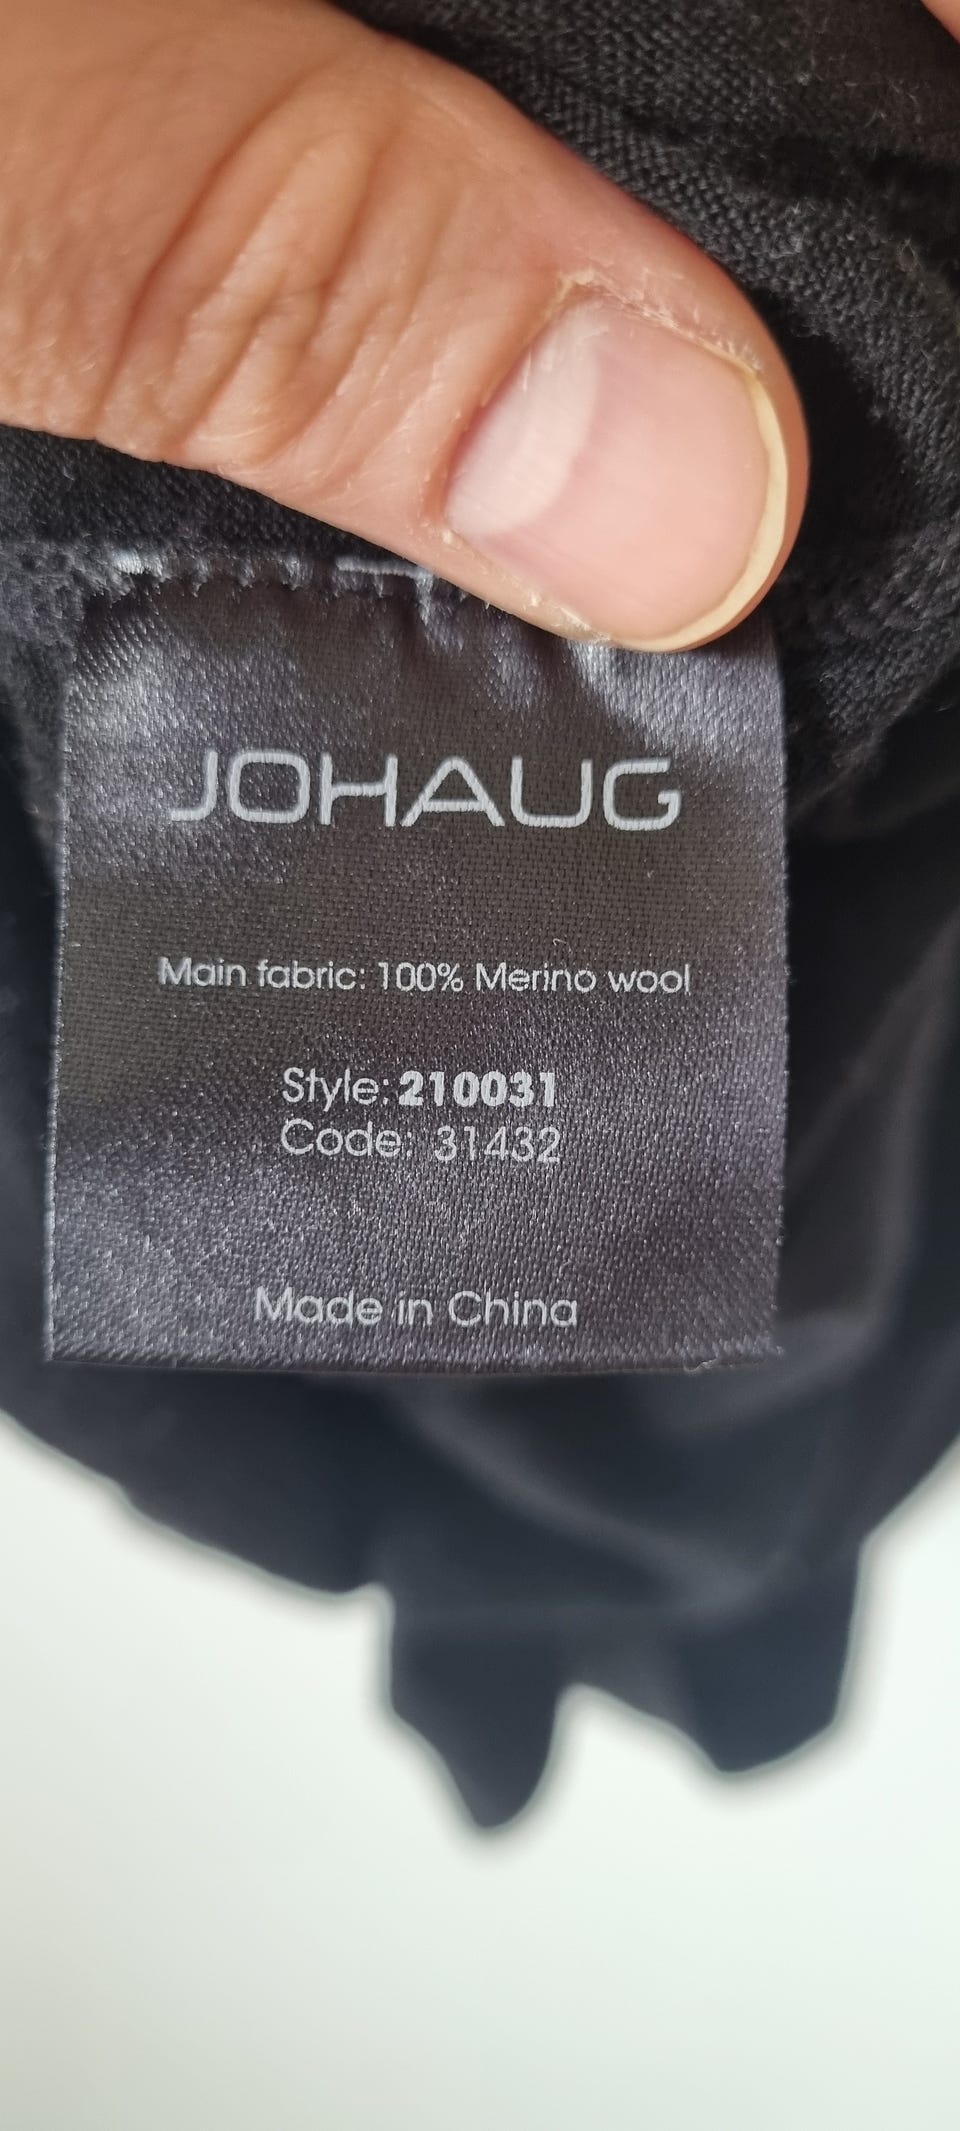 JOHAUG
Main fabric: 100% Merino wool
Style: 210031
Code: 31432
Made in China